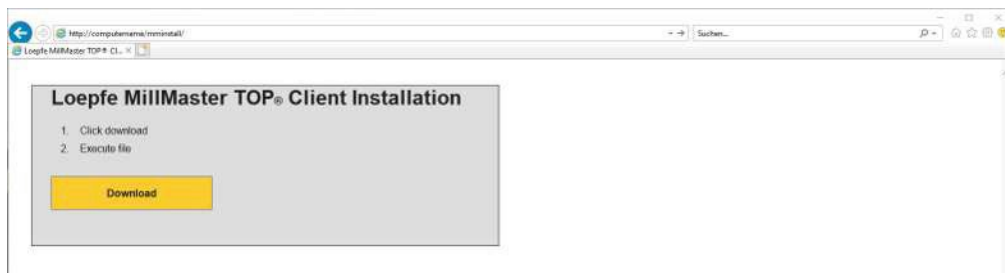 http://computername/mminstall/
Suchen...
Loepfe MillMaster TOP® Cl...
Loepfe MillMaster TOP® Client Installation
1. Click download
2. Execute file
Download